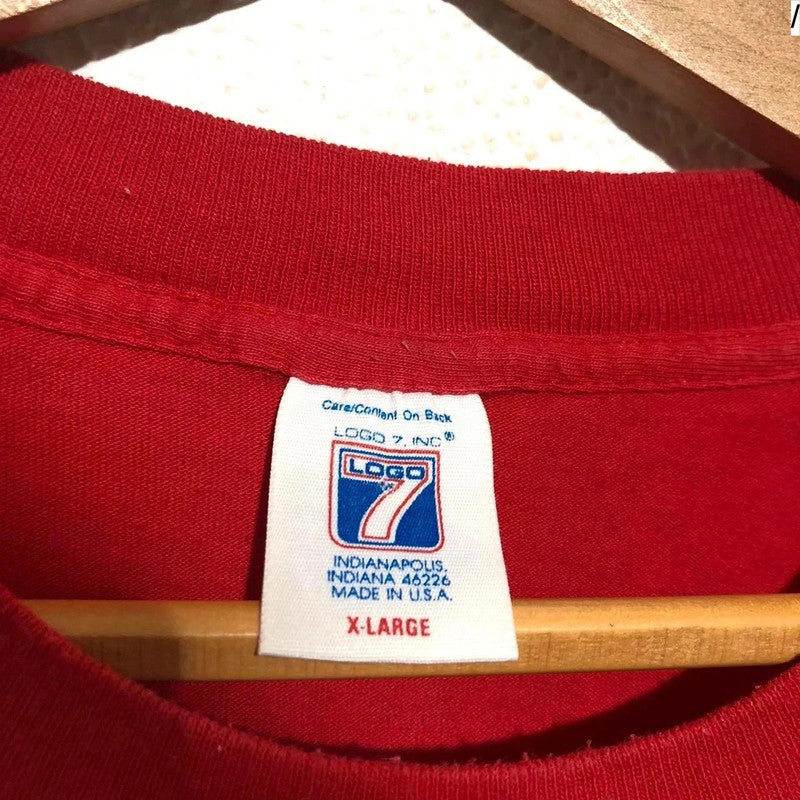 Care/Content On Back
LOGO 7, INC®
LOGO
7
INDIANAPOLIS,
INDIANA 46226
MADE IN U.S.A.
X-LARGE